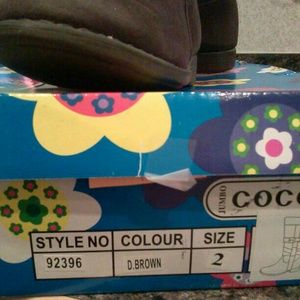 JUMBO
COCO
STYLE NO COLOUR SIZE
92396 D.BROWN 2